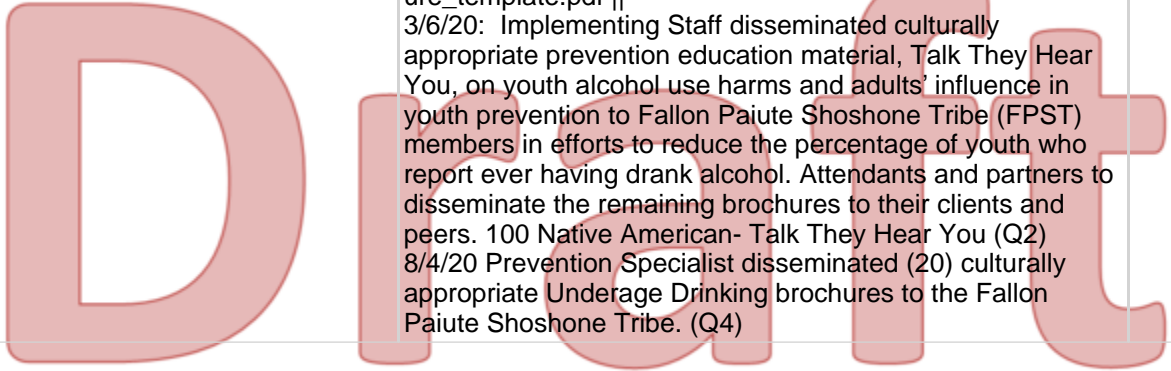 ure_template.pdf ||
3/6/20:  Implementing Staff disseminated culturally
appropriate prevention education material, Talk They Hear
You, on youth alcohol use harms and adults’ influence in
youth prevention to Fallon Paiute Shoshone Tribe (FPST)
members in efforts to reduce the percentage of youth who
report ever having drank alcohol. Attendants and partners to
disseminate the remaining brochures to their clients and
peers. 100 Native American- Talk They Hear You (Q2)
8/4/20 Prevention Specialist disseminated (20) culturally
appropriate Underage Drinking brochures to the Fallon
Paiute Shoshone Tribe. (Q4)
Draft